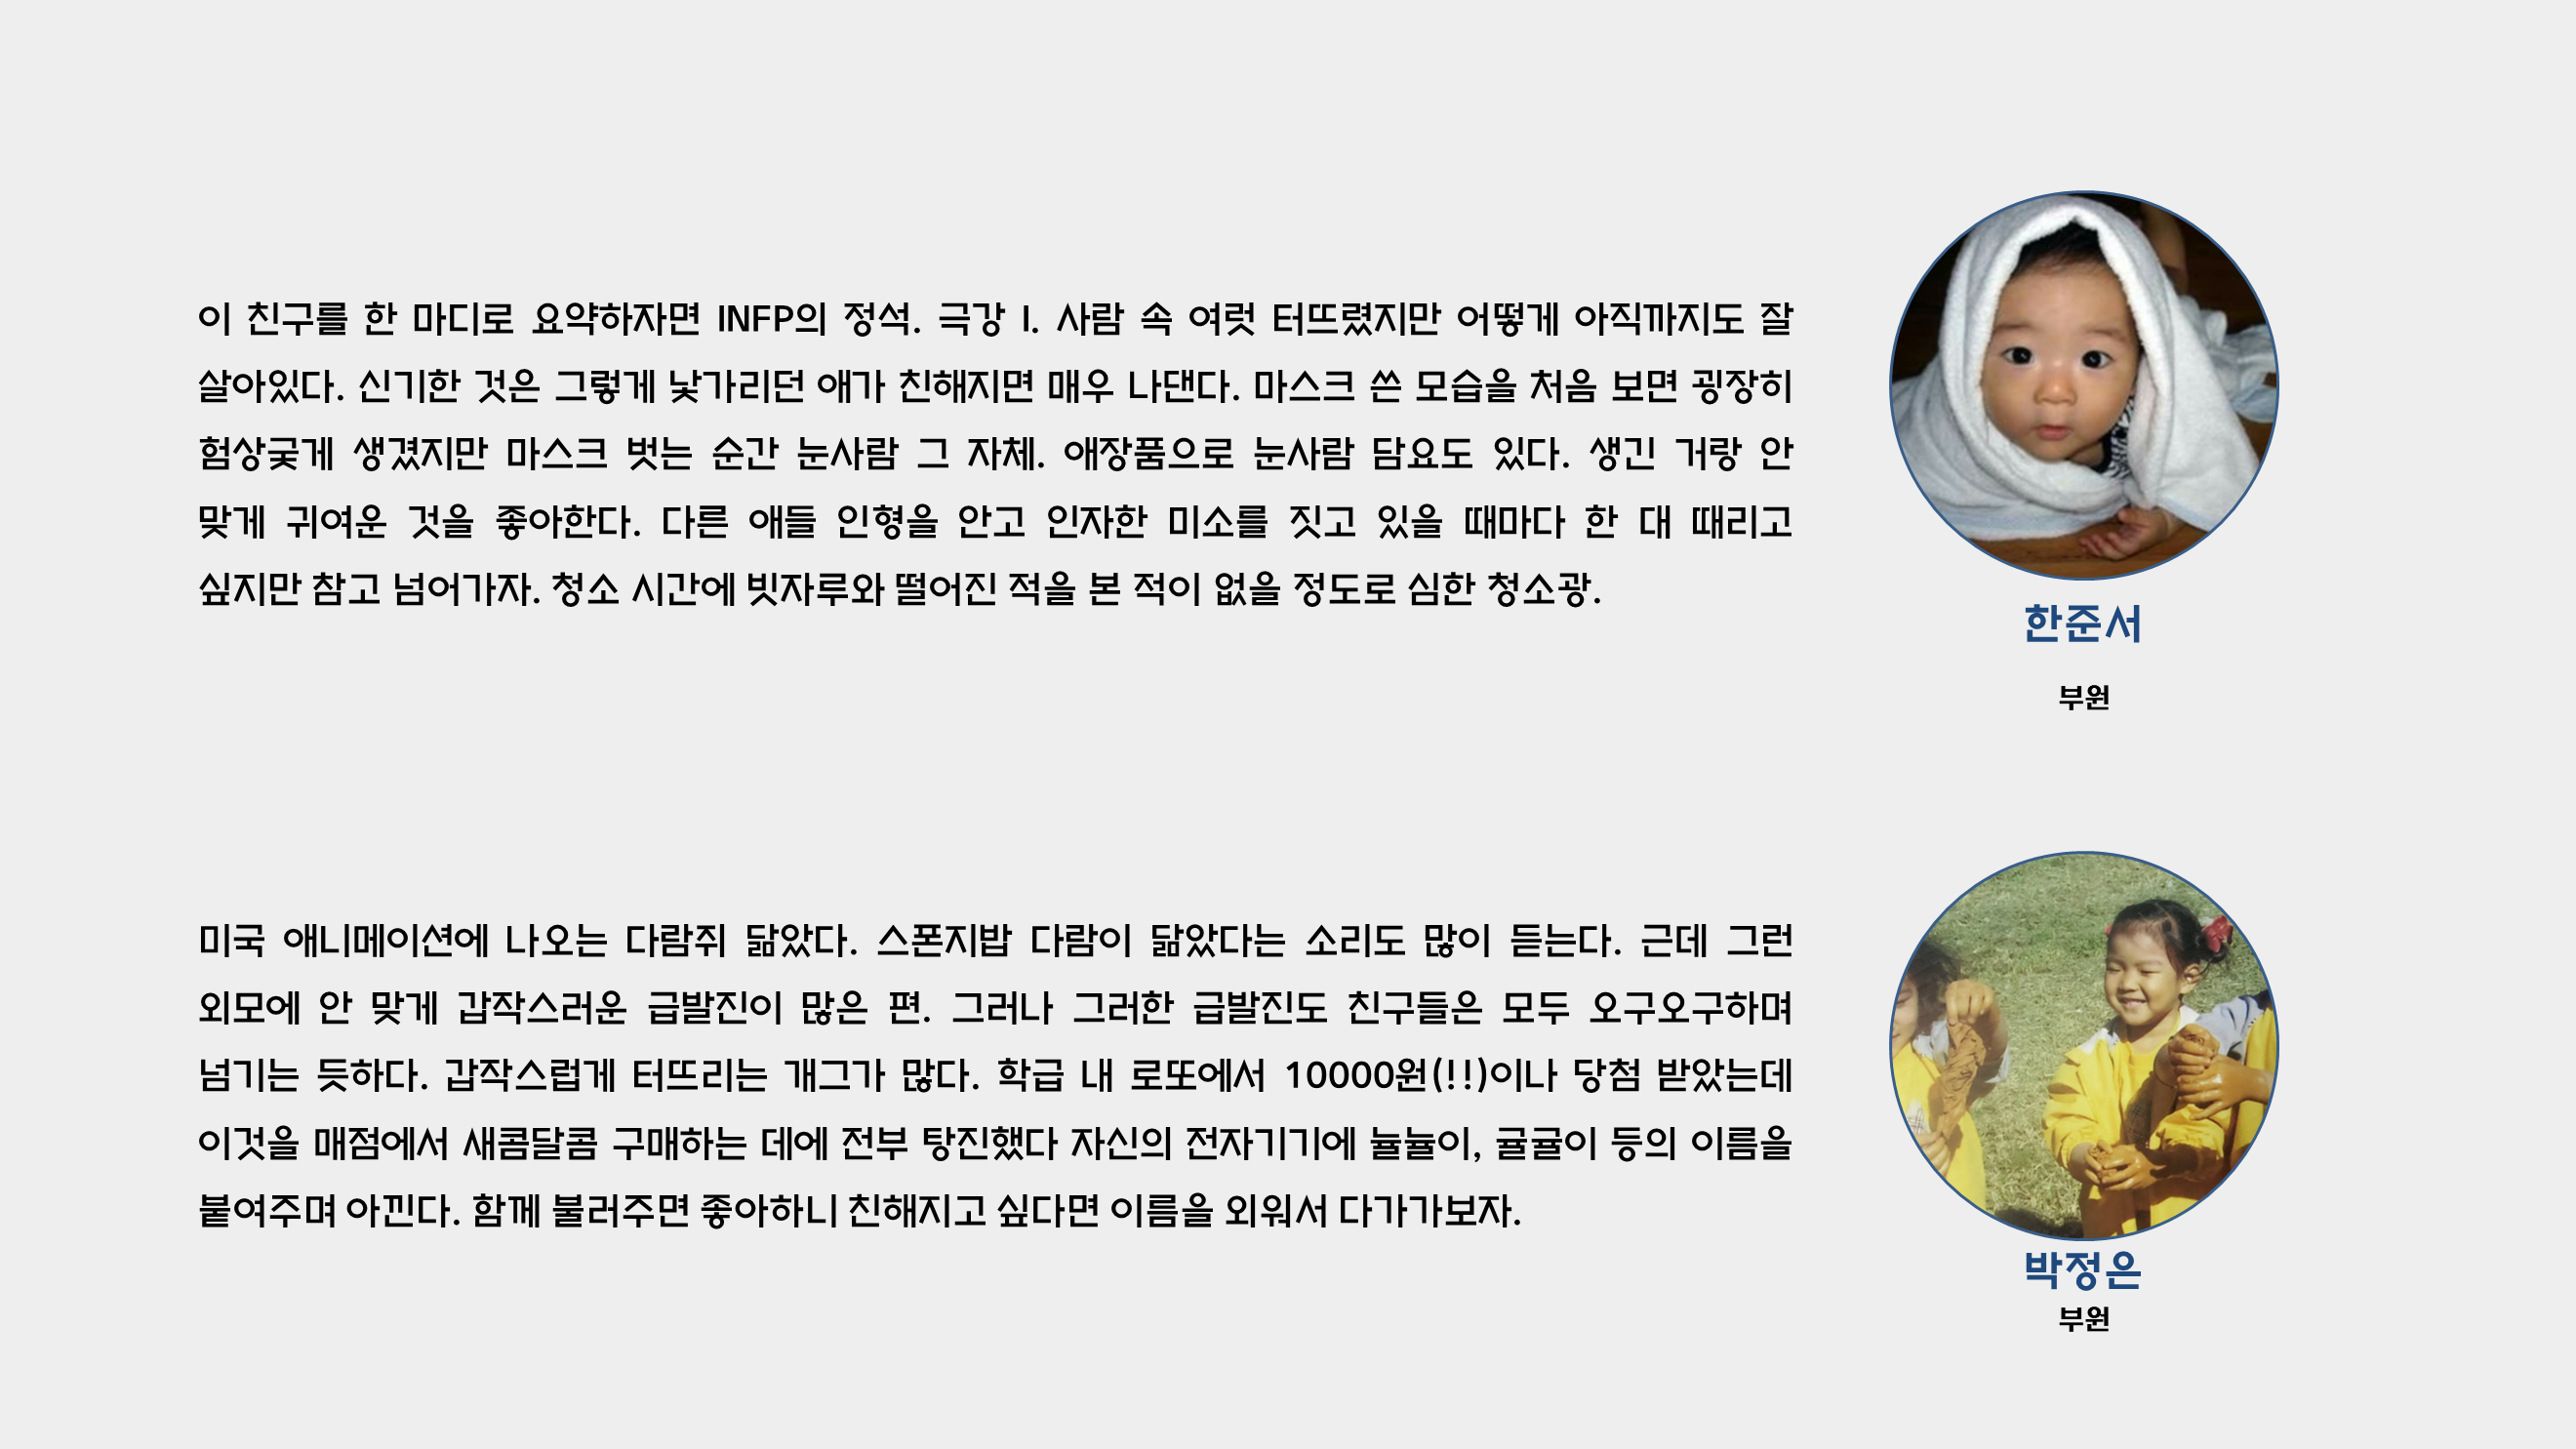 이 친구를 한 마디로 요약하자면 INFP의 정석. 극강 I. 사람 속 여럿 터뜨렸지만 어떻게 아직까지도 잘
살아있다. 신기한 것은 그렇게 낯가리던 애가 친해지면 매우 나댄다. 마스크 쓴 모습을 처음 보면 굉장히
험상궂게 생겼지만 마스크 벗는 순간 눈사람 그 자체. 애장품으로 눈사람 담요도 있다. 생긴 거랑 안
맞게 귀여운 것을 좋아한다. 다른 애들 인형을 안고 인자한 미소를 짓고 있을 때마다 한 대 때리고
싶지만 참고 넘어가자. 청소 시간에 빗자루와 떨어진 적을 본 적이 없을 정도로 심한 청소광.
한준서
부원
미국 애니메이션에 나오는 다람쥐 닮았다. 스폰지밥 다람이 닮았다는 소리도 많이 듣는다. 근데 그런
외모에 안 맞게 갑작스러운 급발진이 많은 편. 그러나 그러한 급발진도 친구들은 모두 오구오구하며
넘기는 듯하다. 갑작스럽게 터뜨리는 개그가 많다. 학급 내 로또에서 10000원(!!)이나 당첨 받았는데
이것을 매점에서 새콤달콤 구매하는 데에 전부 탕진했다 자신의 전자기기에 뉼뉼이, 귤귤이 등의 이름을
붙여주며 아낀다. 함께 불러주면 좋아하니 친해지고 싶다면 이름을 외워서 다가가보자.
박정은
부원